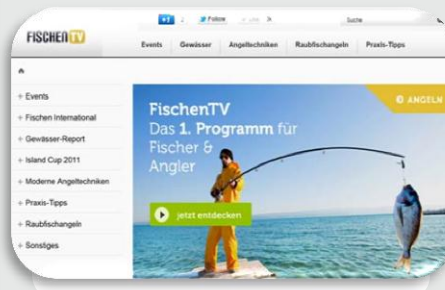 Follow
Suche
FISCHEN TV
Events Gewässer Angeltechniken Raubfischangeln Praxis-Tipps
+ Events
+ Fischen International
+ Gewässer-Report
+ Island Cup 2011
+ Moderne Angeltechniken
+ Praxis-Tipps
+ Raubfischangeln
+ Sonstiges
ANGELN
FischenTV
Das 1. Programm für
Fischer &
Angler
jetzt entdecken